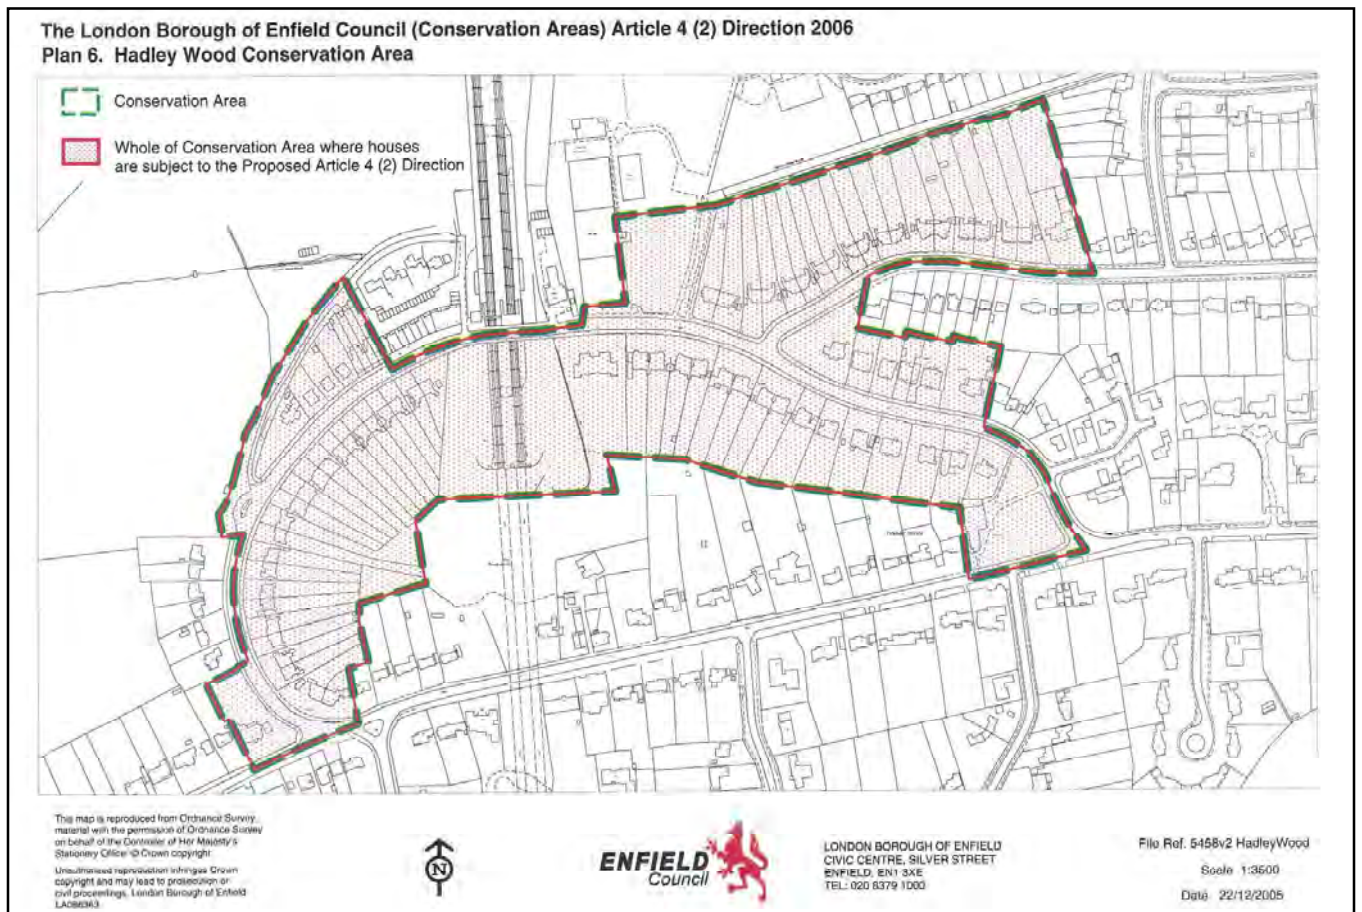 The London Borough of Enfield Council (Conservation Areas) Article 4 (2) Direction 2006
Plan 6. Hadley Wood Conservation Area
Conservation Area
Whole of Conservation Area where houses
are subject to the Proposed Article 4 (2) Direction
This map is reproduced from Ordnance Survey
material with the permission of Ordnance Survey
on behalf of the Controller of Her Majesty's
Stationery Office © Crown copyright
Unauthorised reproduction infringes Crown
copyright and may lead to prosecution or
civil proceedings. London Borough of Enfield
LA086363
N
ENFIELD
Council
LONDON BOROUGH OF ENFIELD
CIVIC CENTRE, SILVER STREET
ENFIELD, EN1 3XE
TEL: 020 8379 1000
File Ref. 5458v2 HadleyWood
Scale 1:3500
Date 22/12/2005